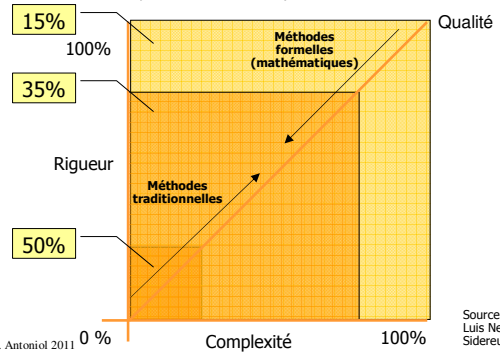 15%
Qualité
100%
Méthodes
formelles
(mathématiques)
35%
Rigueur
Méthodes
traditionnelles
50%
Source
Luis Ne
Sidereu
. Antoniol 2011
0 %
Complexité
100%